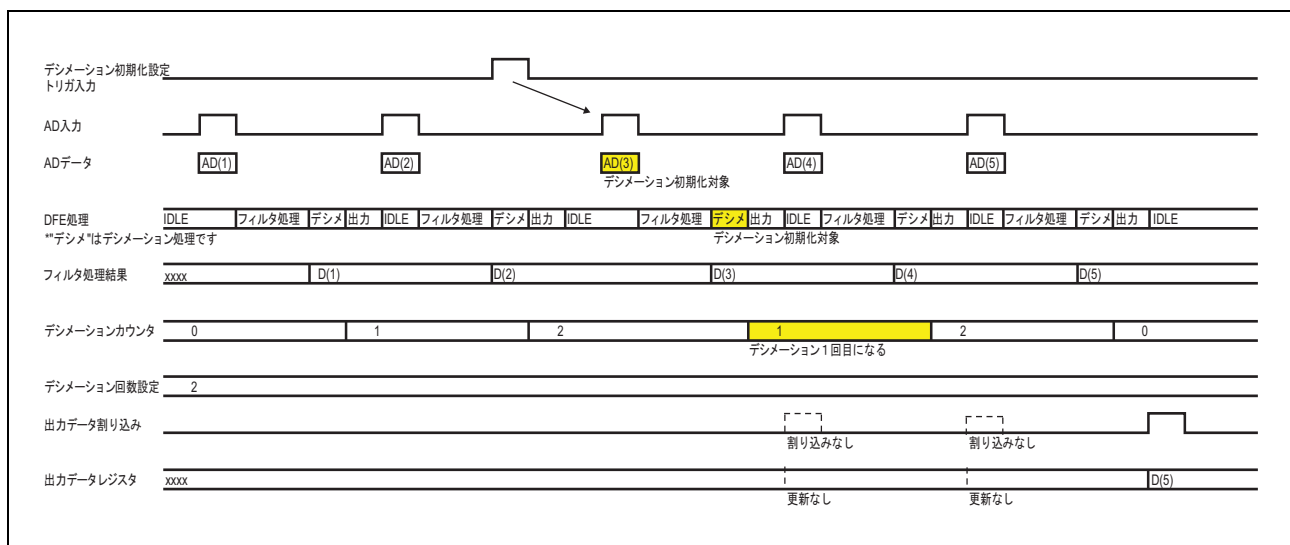 デシメーション初期化設定
トリガ入力
AD入力
ADデータ AD(1) AD(2) AD(3) AD(4) AD(5)
デシメーション初期化対象
DFE処理 IDLE フィルタ処理 デシメ 出力 IDLE フィルタ処理 デシメ 出力 IDLE フィルタ処理 デシメ 出力 IDLE フィルタ処理 デシメ 出力 IDLE フィルタ処理 デシメ 出力 IDLE
*"デシメ"はデシメーション処理です デシメーション初期化対象
フィルタ処理結果 xxxx D(1) D(2) D(3) D(4) D(5)
デシメーションカウンタ 0 1 2 1 2 0
デシメーション1回目になる
デシメーション回数設定 2
出力データ割り込み
割り込みなし 割り込みなし
出力データレジスタ xxxx D(5)
更新なし 更新なし